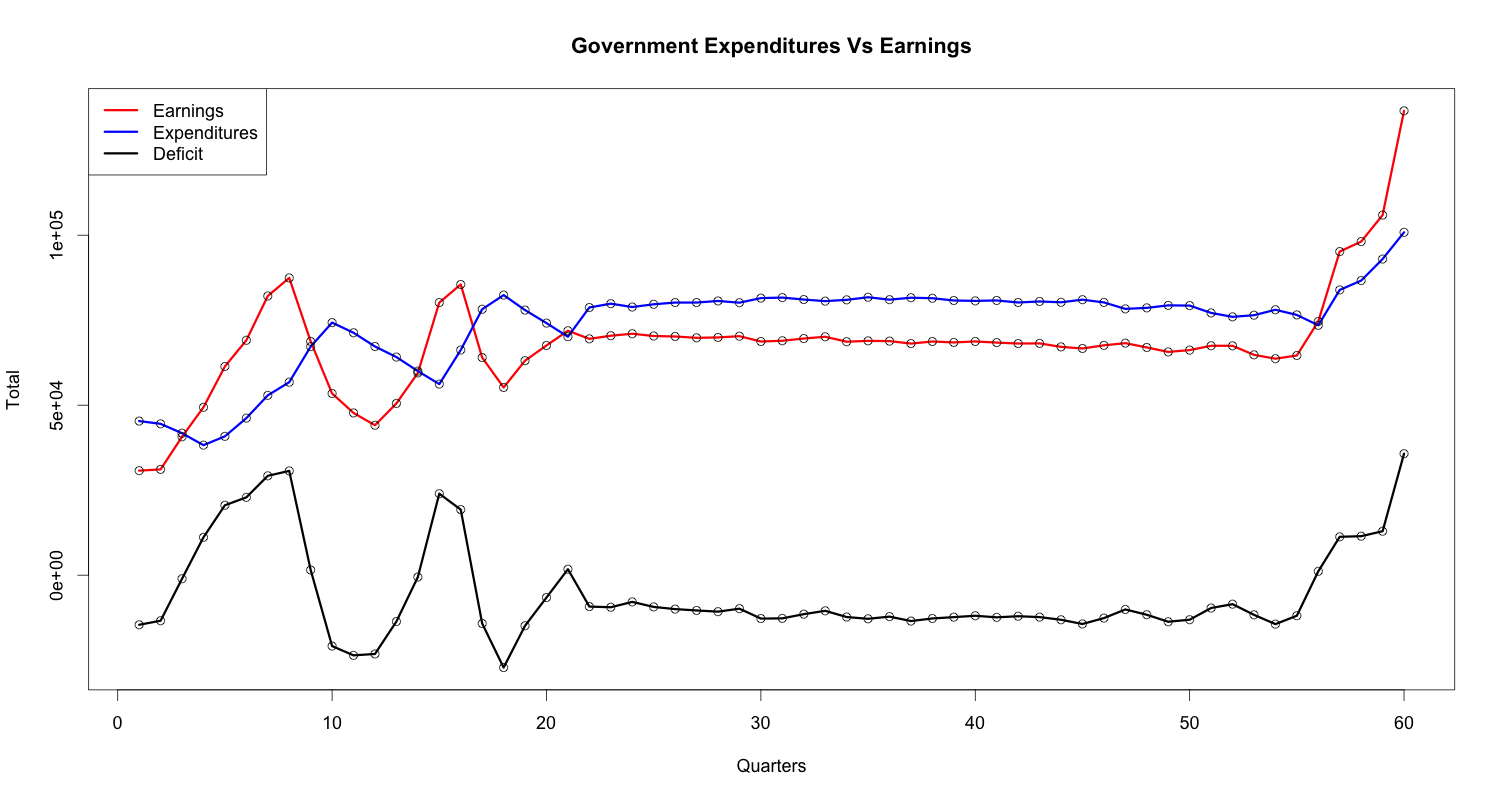 Government Expenditures Vs Earnings
Earnings
Expenditures
Deficit
Total
1e+05
5e+04
0e+00
0 10 20 30 40 50 60
Quarters